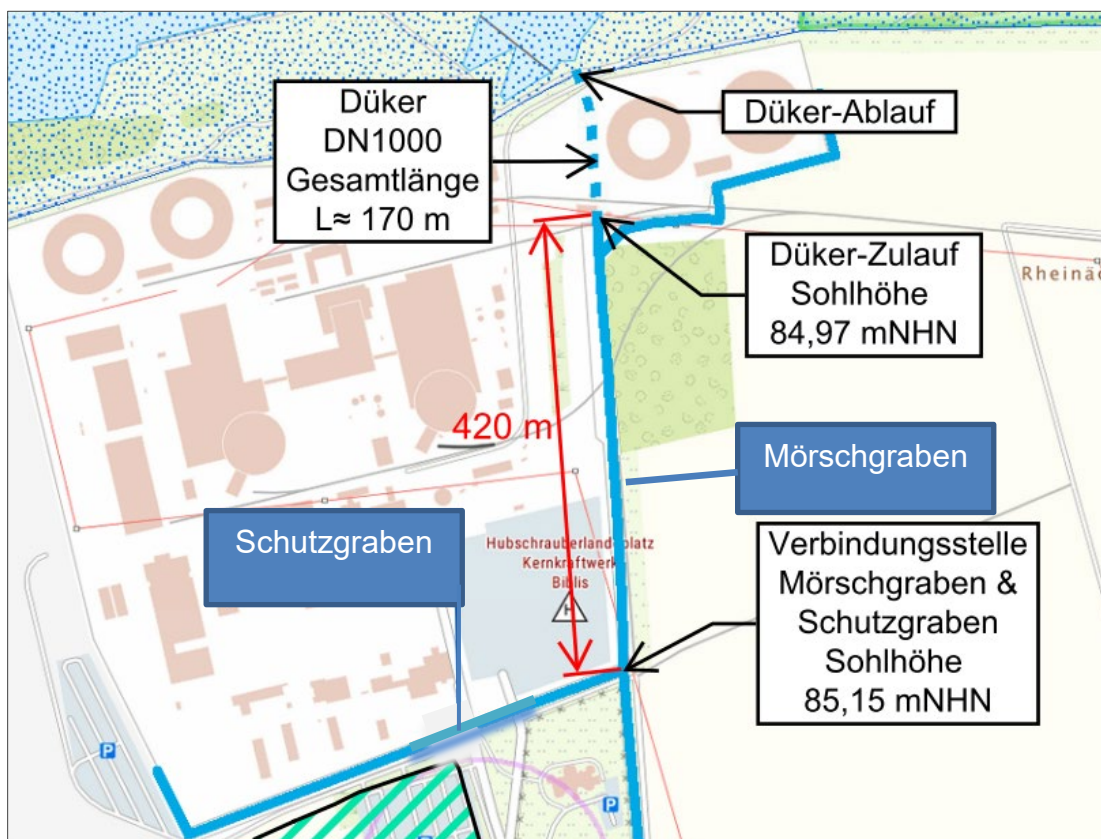 Düker
DN1000
Gesamtlänge
L≈ 170 m
Düker-Ablauf
Düker-Zulauf
Sohlhöhe
84,97 mNHN
Rheinäc
420 m
Mörschgraben
Schutzgraben
Hubschrauberlandeplatz
Kernkraftwerk
Biblis
H
Verbindungsstelle
Mörschgraben &
Schutzgraben
Sohlhöhe
85,15 mNHN
P
P
P